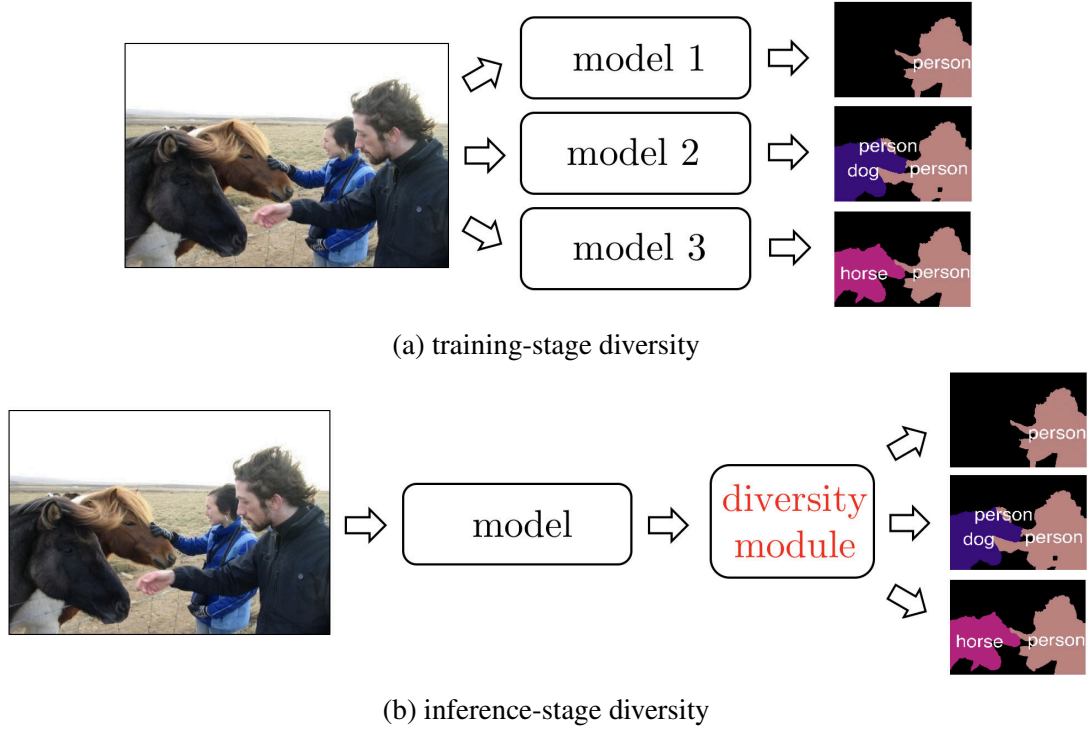 model 1
person
model 2
person
dog
person
model 3
horse
person
(a) training-stage diversity
model
diversity
module
person
person
dog
person
horse
person
(b) inference-stage diversity